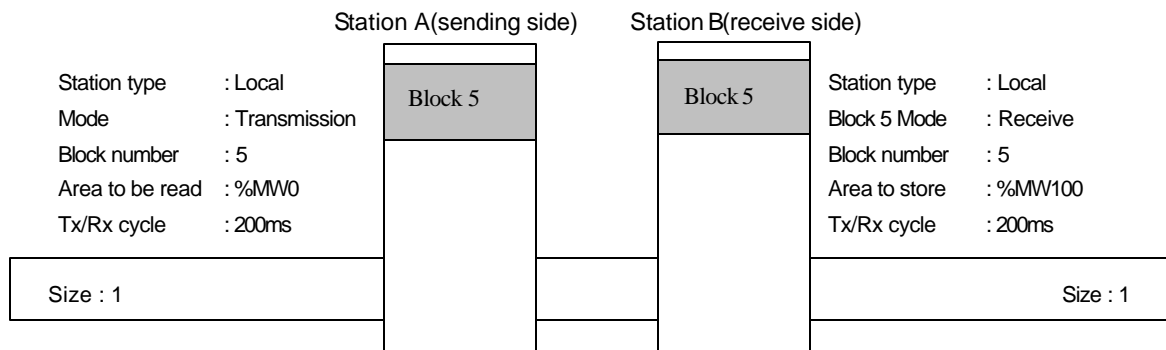 Station A(sending side)
Station B(receive side)
Station type : Local
Mode : Transmission
Block number : 5
Area to be read : %MW0
Tx/Rx cycle : 200ms
Block 5
Block 5
Station type : Local
Block 5 Mode : Receive
Block number : 5
Area to store : %MW100
Tx/Rx cycle : 200ms
Size : 1
Size : 1